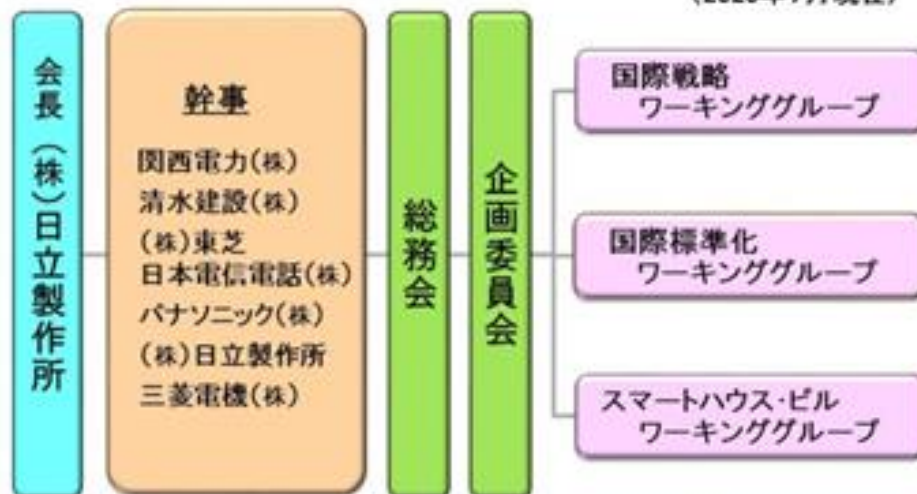 会長 (株)日立製作所
幹事
関西電力(株)
清水建設(株)
(株)東芝
日本電信電話(株)
パナソニック(株)
(株)日立製作所
三菱電機(株)
総務会
企画委員会
国際戦略
ワーキンググループ
国際標準化
ワーキンググループ
スマートハウス・ビル
ワーキンググループ